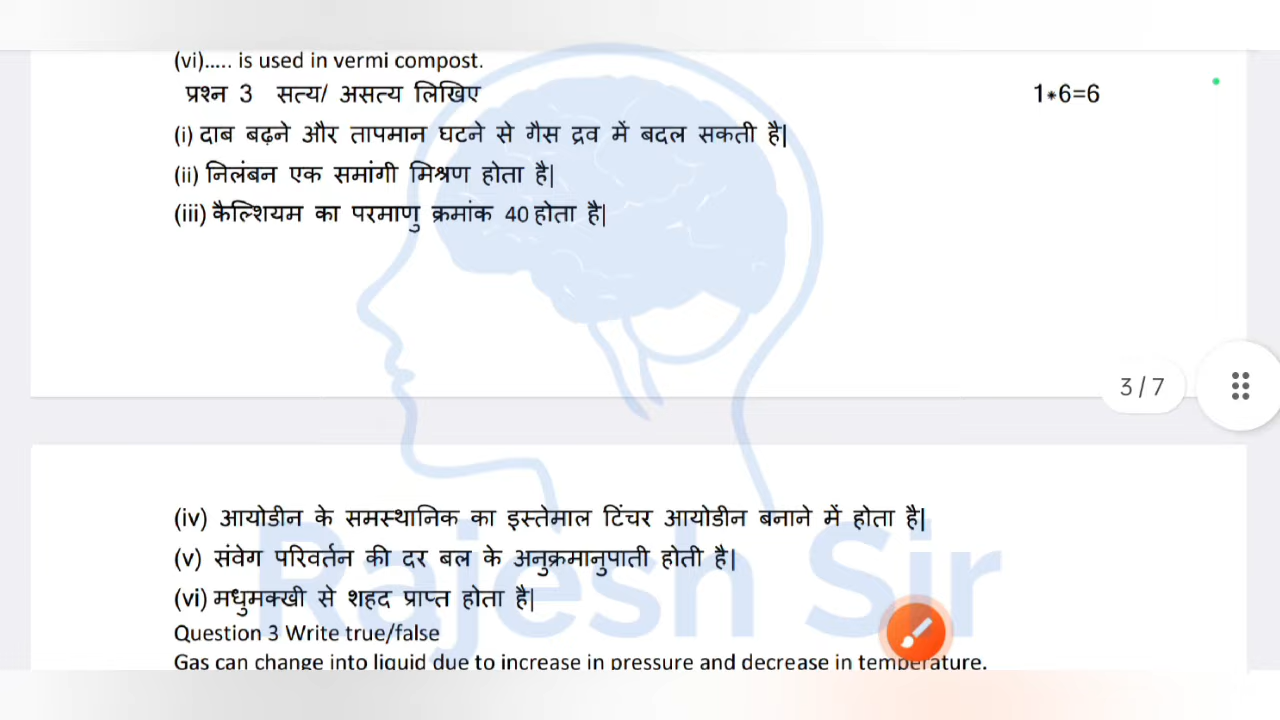 (vi)..... is used in vermi compost.
प्रश्न 3 सत्य/ असत्य लिखिए 1*6=6
(i) दाब बढ़ने और तापमान घटने से गैस द्रव में बदल सकती है|
(ii) निलंबन एक समांगी मिश्रण होता है|
(iii) कैल्शियम का परमाणु क्रमांक 40 होता है|
3 / 7
(iv) आयोडीन के समस्थानिक का इस्तेमाल टिंचर आयोडीन बनाने में होता है|
(v) संवेग परिवर्तन की दर बल के अनुक्रमानुपाती होती है|
(vi) मधुमक्खी से शहद प्राप्त होता है|
Rajesh Sir
Question 3 Write true/false
Gas can change into liquid due to increase in pressure and decrease in temperature.